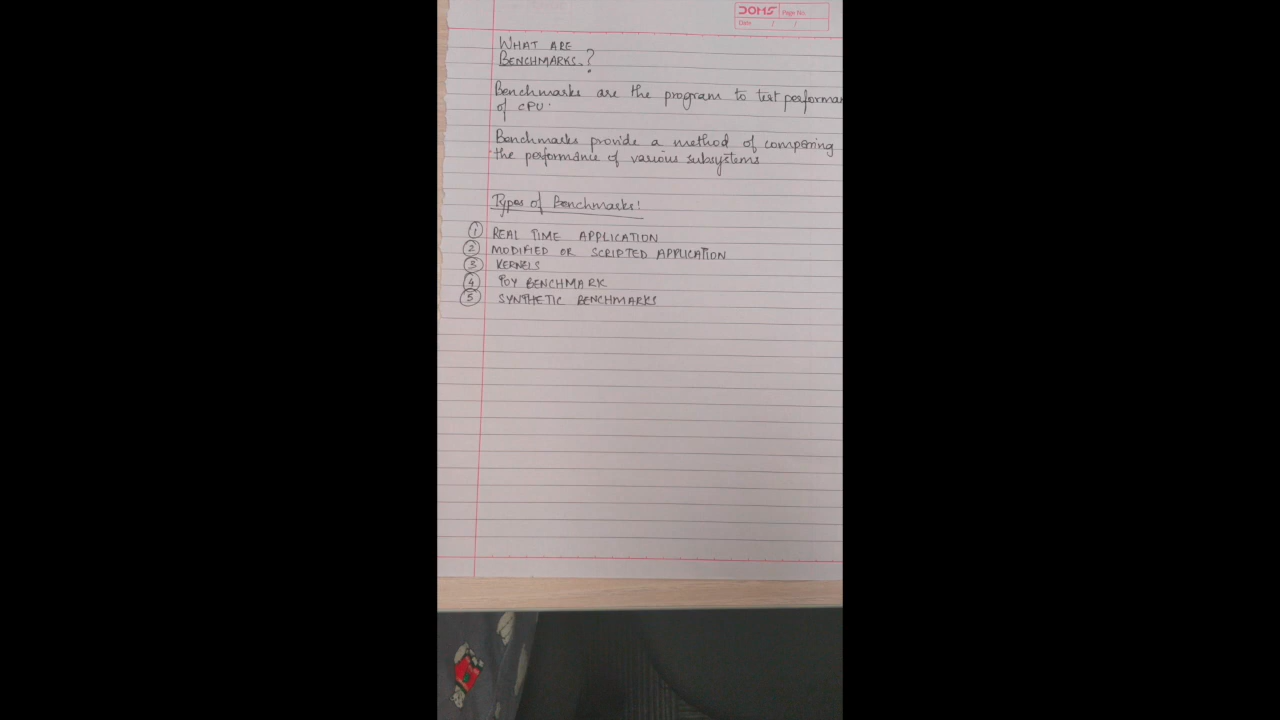 DOMS Page No.
Date / /
WHAT ARE
BENCHMARKS.?
Benchmarks are the program to test performan
of CPU.
Benchmarks provide a method of compering
the performance of various subsystems
Types of Benchmarks!
1 REAL TIME APPLICATION
2 MODIFIED OR SCRIPTED APPLICATION
3 KERNELS
4 TOY BENCHMARK
5 SYNTHETIC BENCHMARKS